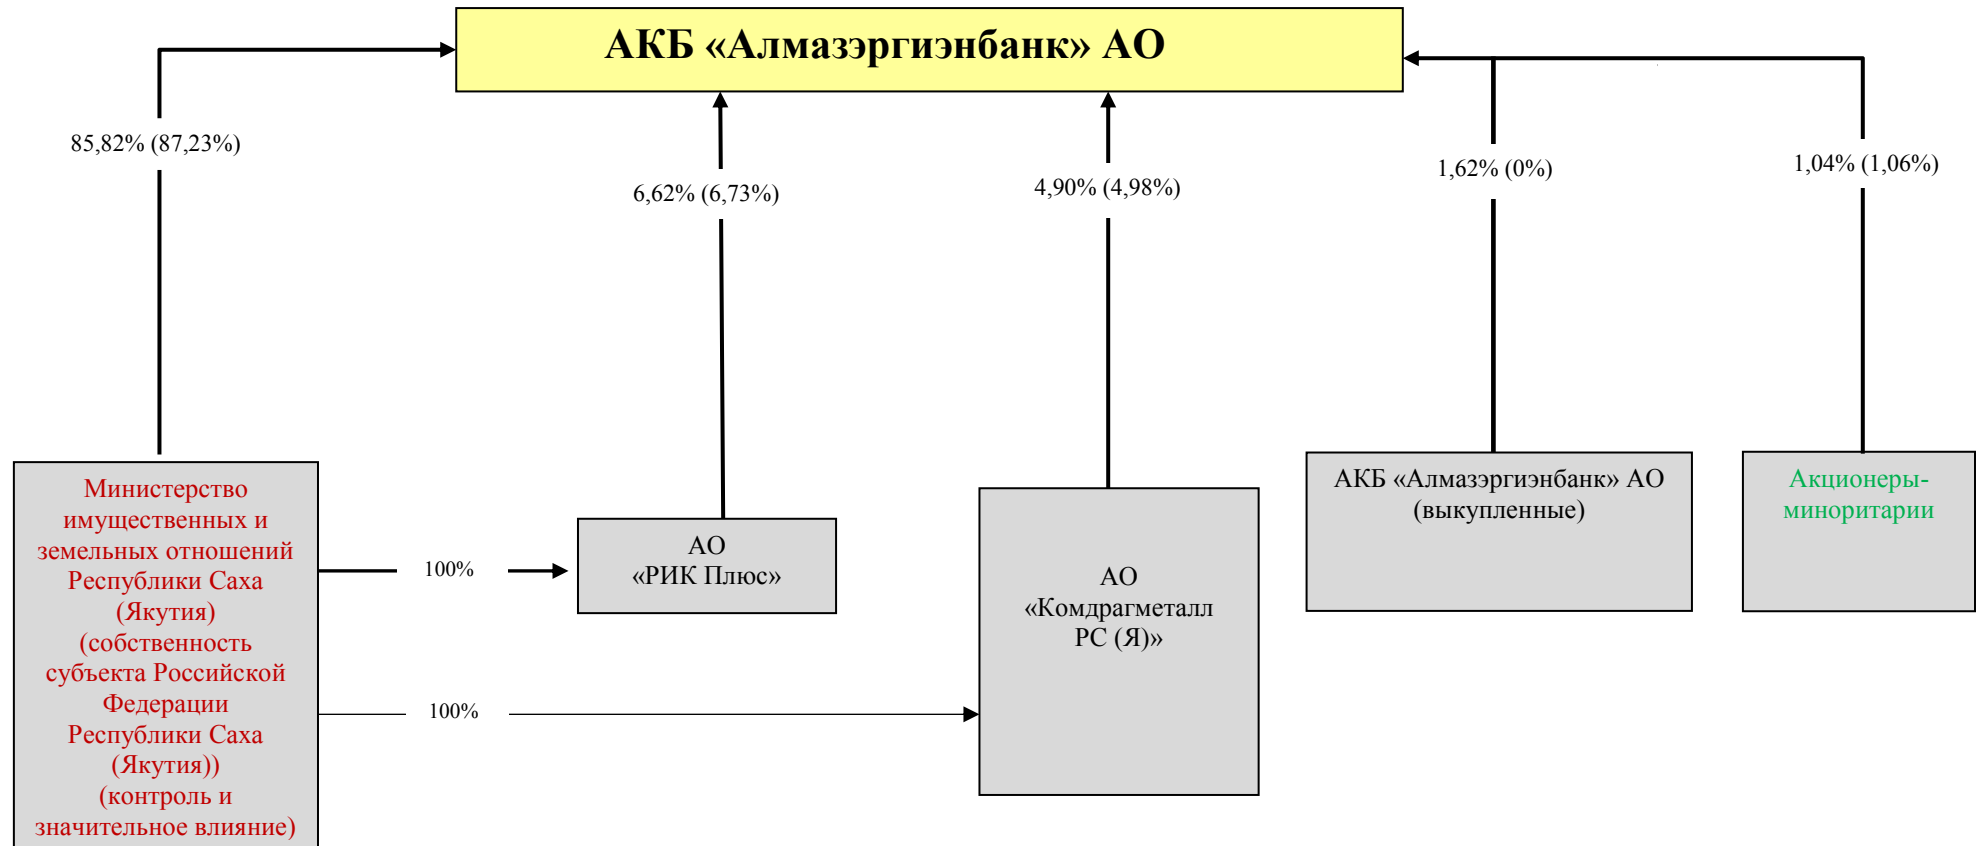 АКБ «Алмазэргиэнбанк» АО
85,82% (87,23%)
6,62% (6,73%)
4,90% (4,98%)
1,62% (0%)
1,04% (1,06%)
Министерство
имущественных и
земельных отношений
Республики Саха
(Якутия)
(собственность
субъекта Российской
Федерации
Республики Саха
(Якутия))
(контроль и
значительное влияние)
100%
100%
АО
«РИК Плюс»
АО
«Комдрагметалл
РС (Я)»
АКБ «Алмазэргиэнбанк» АО
(выкупленные)
Акционеры-
миноритарии